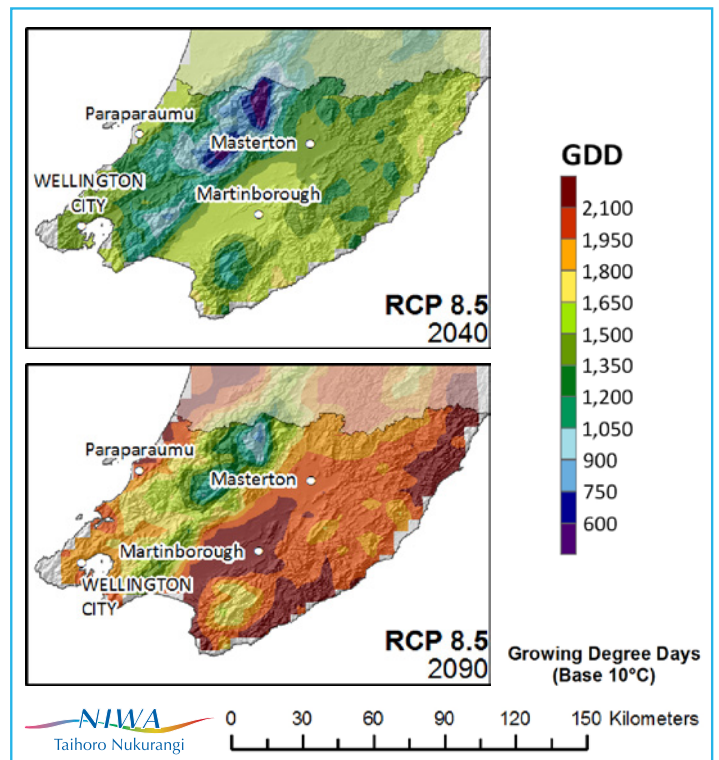 Paraparaumu
Masterton
WELLINGTON
CITY
Martinborough
RCP 8.5
2040
Paraparaumu
Masterton
Martinborough
WELLINGTON
CITY
RCP 8.5
2090
GDD
2,100
1,950
1,800
1,650
1,500
1,350
1,200
1,050
900
750
600
Growing Degree Days
(Base 10°C)
NIWA
Taihoro Nukurangi
0 30 60 90 120 150 Kilometers